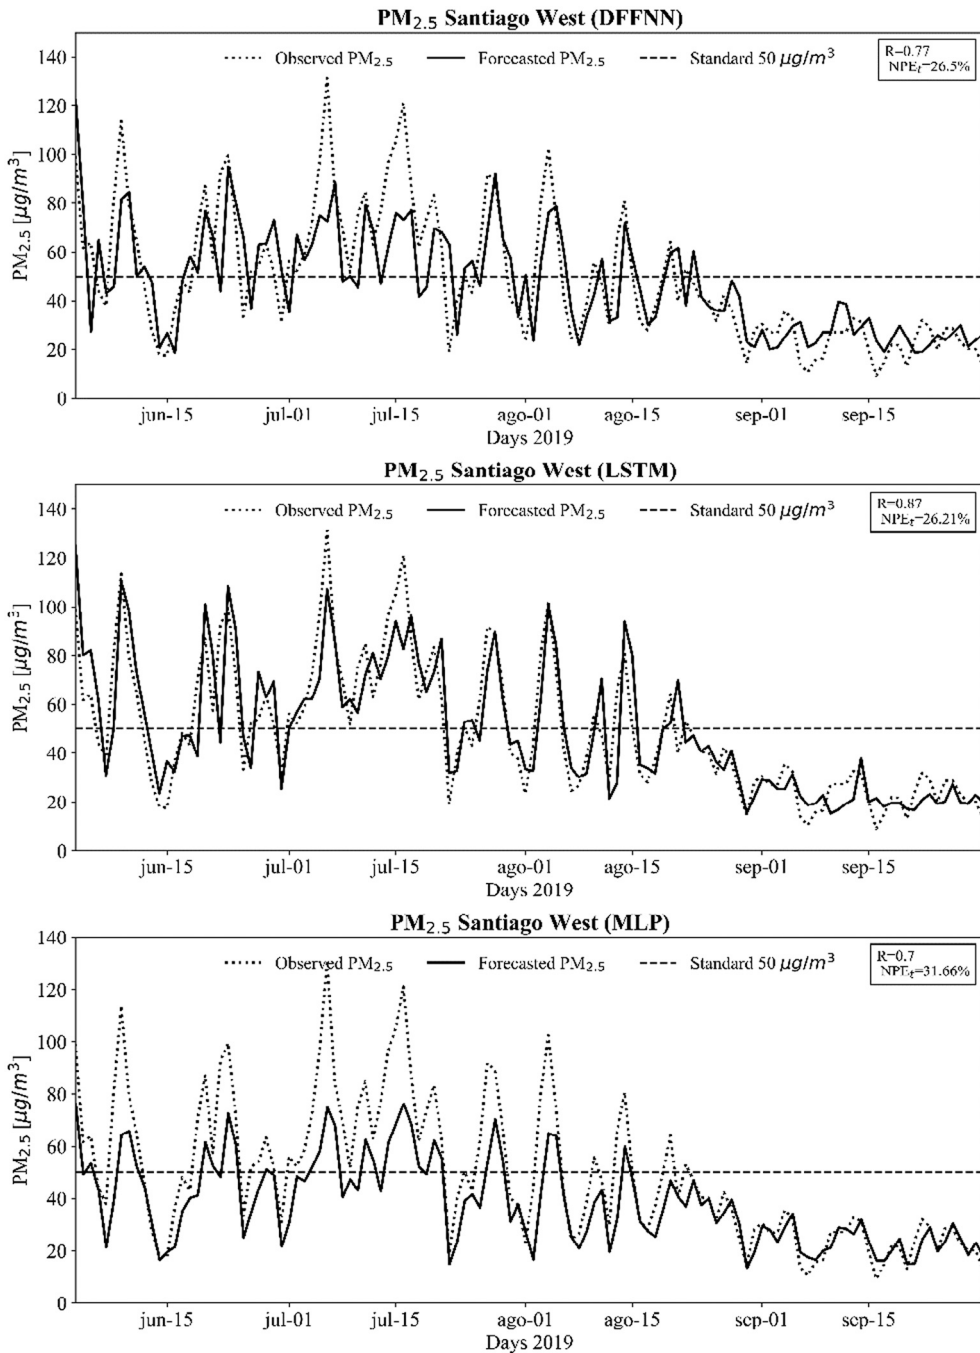 PM2.5 Santiago West (DFFNN)
Observed PM2.5 Forecasted PM2.5 Standard 50 μg/m³
R=0.77
NPEt=26.5%
PM2.5 [μg/m³]
140
120
100
80
60
40
20
0
jun-15 jul-01 jul-15 ago-01 ago-15 sep-01 sep-15
Days 2019
PM2.5 Santiago West (LSTM)
Observed PM2.5 Forecasted PM2.5 Standard 50 μg/m³
R=0.87
NPEt=26.21%
PM2.5 [μg/m³]
140
120
100
80
60
40
20
0
jun-15 jul-01 jul-15 ago-01 ago-15 sep-01 sep-15
Days 2019
PM2.5 Santiago West (MLP)
Observed PM2.5 Forecasted PM2.5 Standard 50 μg/m³
R=0.7
NPEt=31.66%
PM2.5 [μg/m³]
140
120
100
80
60
40
20
0
jun-15 jul-01 jul-15 ago-01 ago-15 sep-01 sep-15
Days 2019